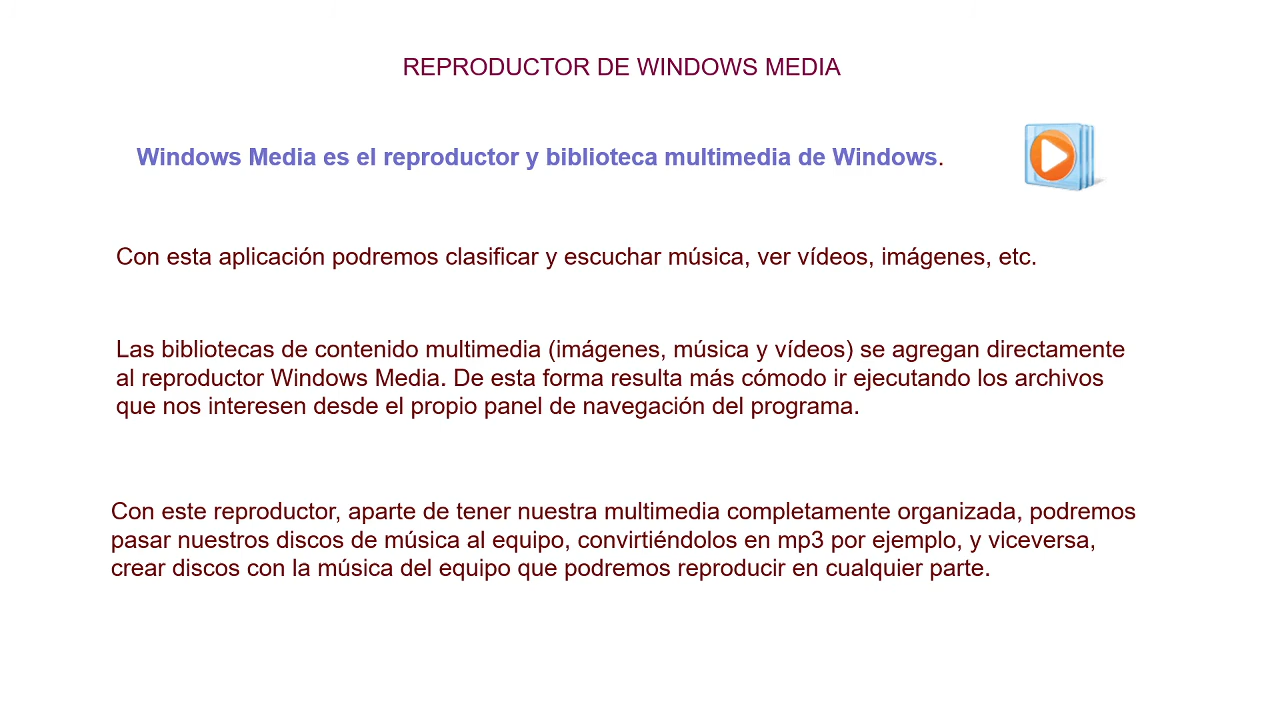 REPRODUCTOR DE WINDOWS MEDIA
Windows Media es el reproductor y biblioteca multimedia de Windows.
Con esta aplicación podremos clasificar y escuchar música, ver vídeos, imágenes, etc.
Las bibliotecas de contenido multimedia (imágenes, música y vídeos) se agregan directamente
al reproductor Windows Media. De esta forma resulta más cómodo ir ejecutando los archivos
que nos interesen desde el propio panel de navegación del programa.
Con este reproductor, aparte de tener nuestra multimedia completamente organizada, podremos
pasar nuestros discos de música al equipo, convirtiéndolos en mp3 por ejemplo, y viceversa,
crear discos con la música del equipo que podremos reproducir en cualquier parte.